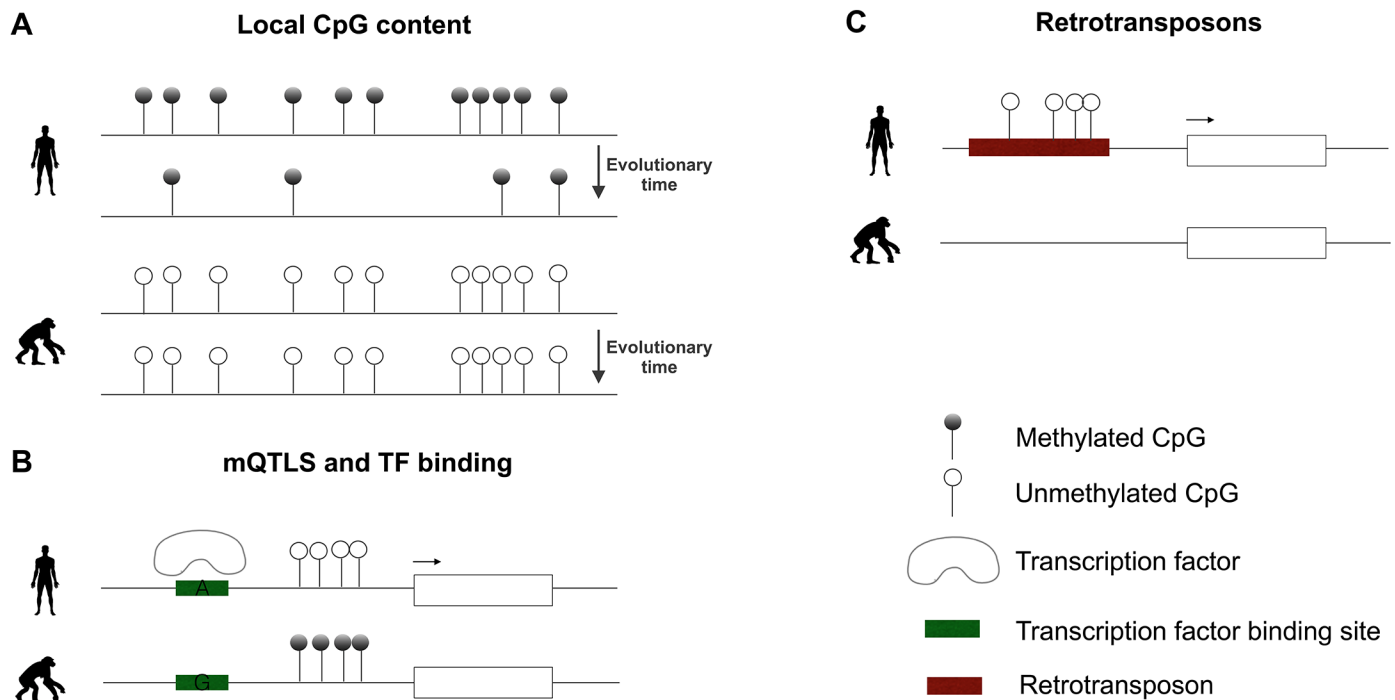 A
Local CpG content
Evolutionary
time
Evolutionary
time
B
mQTLS and TF binding
A
G
C
Retrotransposons
Methylated CpG
Unmethylated CpG
Transcription factor
Transcription factor binding site
Retrotransposon